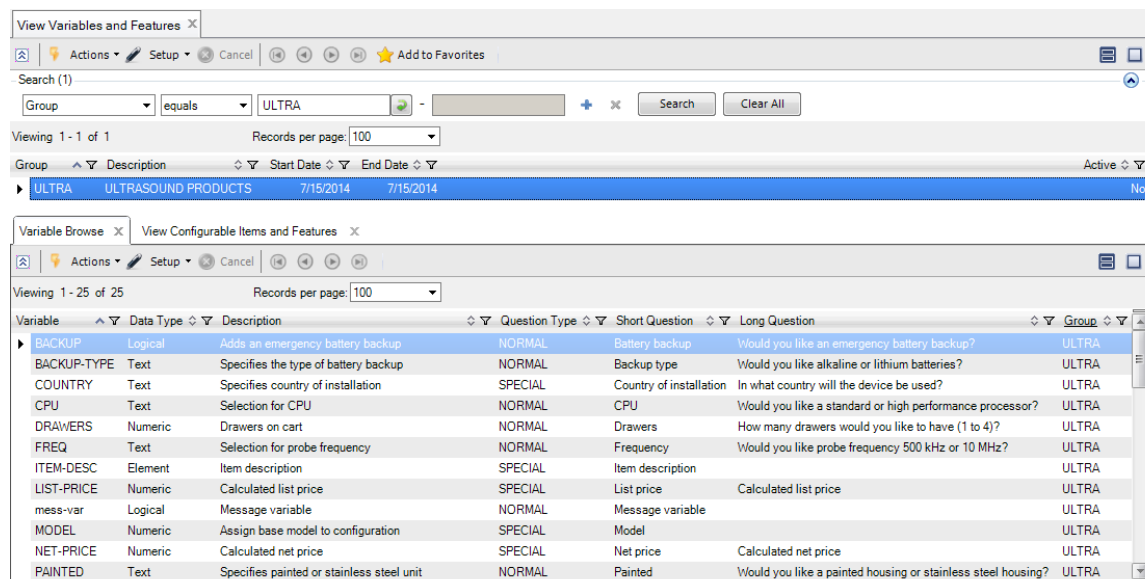 View Variables and Features
Actions Setup Cancel Add to Favorites
Search (1)
Group equals ULTRA - Search Clear All
Viewing 1 - 1 of 1 Records per page: 100
Group Description Start Date End Date Active
ULTRA ULTRASOUND PRODUCTS 7/15/2014 7/15/2014 No
Variable Browse View Configurable Items and Features
Actions Setup Cancel
Viewing 1 - 25 of 25 Records per page: 100
Variable Data Type Description Question Type Short Question Long Question Group
BACKUP Logical Adds an emergency battery backup NORMAL Battery backup Would you like an emergency battery backup? ULTRA
BACKUP-TYPE Text Specifies the type of battery backup NORMAL Backup type Would you like alkaline or lithium batteries? ULTRA
COUNTRY Text Specifies country of installation SPECIAL Country of installation In what country will the device be used? ULTRA
CPU Text Selection for CPU NORMAL CPU Would you like a standard or high performance processor? ULTRA
DRAWERS Numeric Drawers on cart NORMAL Drawers How many drawers would you like to have (1 to 4)? ULTRA
FREQ Text Selection for probe frequency NORMAL Frequency Would you like probe frequency 500 kHz or 10 MHz? ULTRA
ITEM-DESC Element Item description SPECIAL Item description ULTRA
LIST-PRICE Numeric Calculated list price SPECIAL List price Calculated list price ULTRA
mess-var Logical Message variable SPECIAL Message variable ULTRA
MODEL Numeric Assign base model to configuration SPECIAL Model ULTRA
NET-PRICE Numeric Calculated net price SPECIAL Net price Calculated net price ULTRA
PAINTED Text Specifies painted or stainless steel unit NORMAL Painted Would you like a painted housing or stainless steel housing? ULTRA